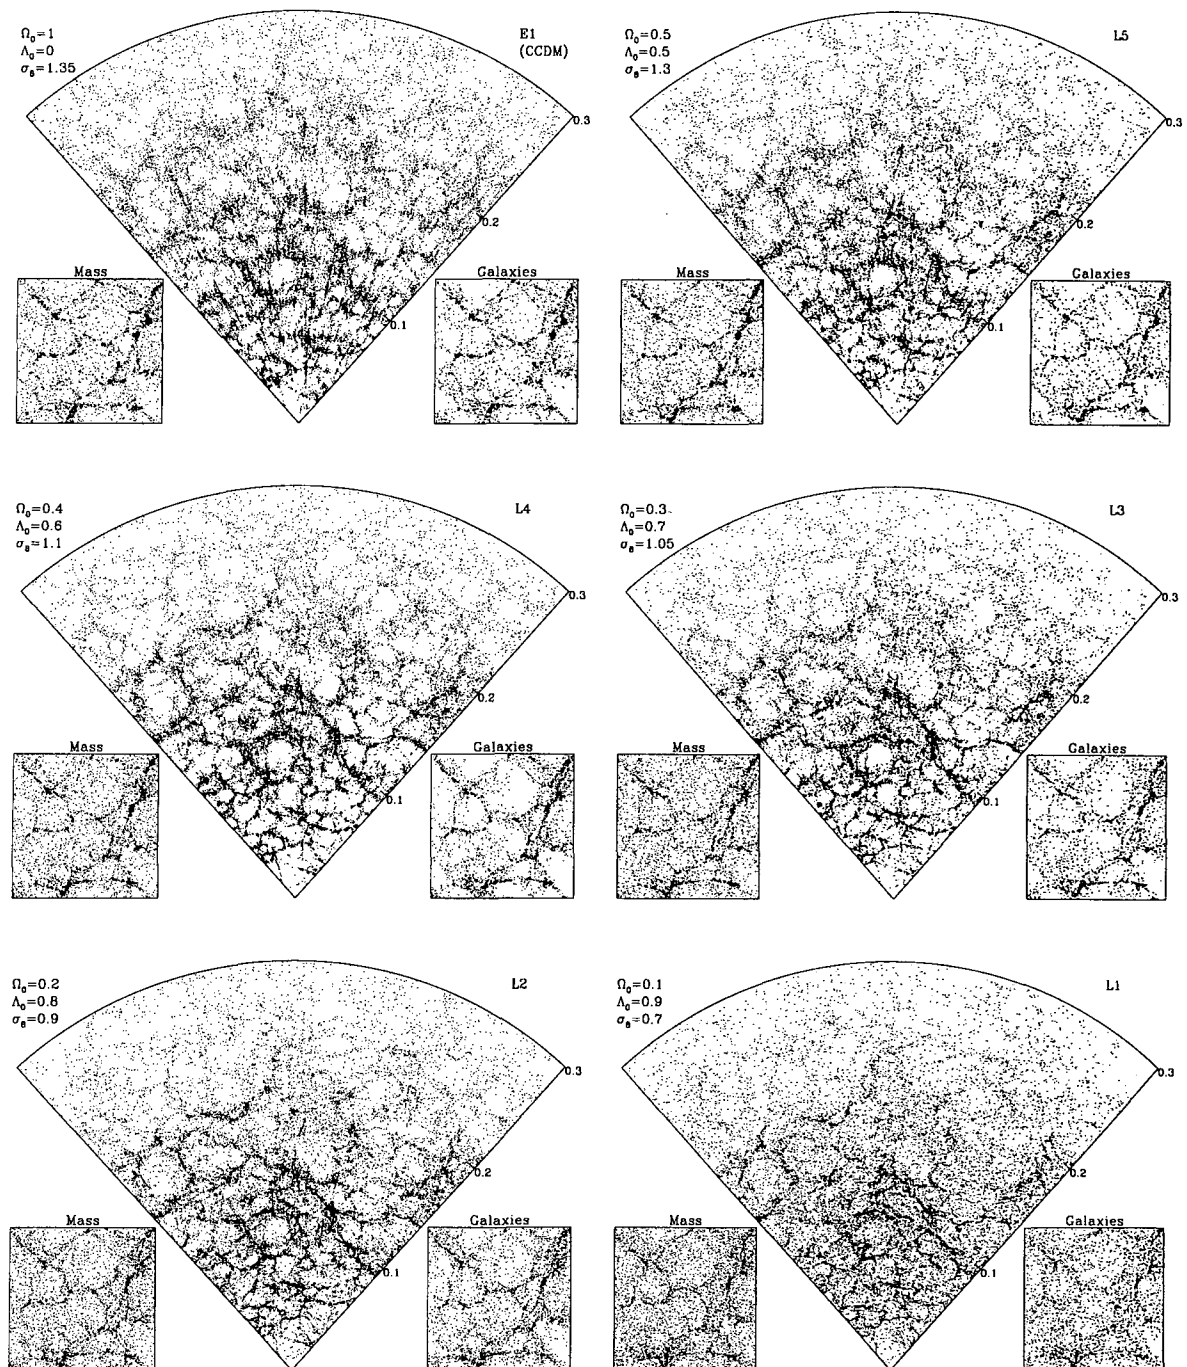 Ω₀=1
Λ₀=0
σ₈=1.35
E1
(CCDM)
0.3
0.2
0.1
Mass
Galaxies
Ω₀=0.5
Λ₀=0.5
σ₈=1.3
L5
0.3
0.2
0.1
Mass
Galaxies
Ω₀=0.4
Λ₀=0.6
σ₈=1.1
L4
0.3
0.2
0.1
Mass
Galaxies
Ω₀=0.3
Λ₀=0.7
σ₈=1.05
L3
0.3
0.2
0.1
Mass
Galaxies
Ω₀=0.2
Λ₀=0.8
σ₈=0.9
L2
0.3
0.2
0.1
Mass
Galaxies
Ω₀=0.1
Λ₀=0.9
σ₈=0.7
L1
0.3
0.2
0.1
Mass
Galaxies